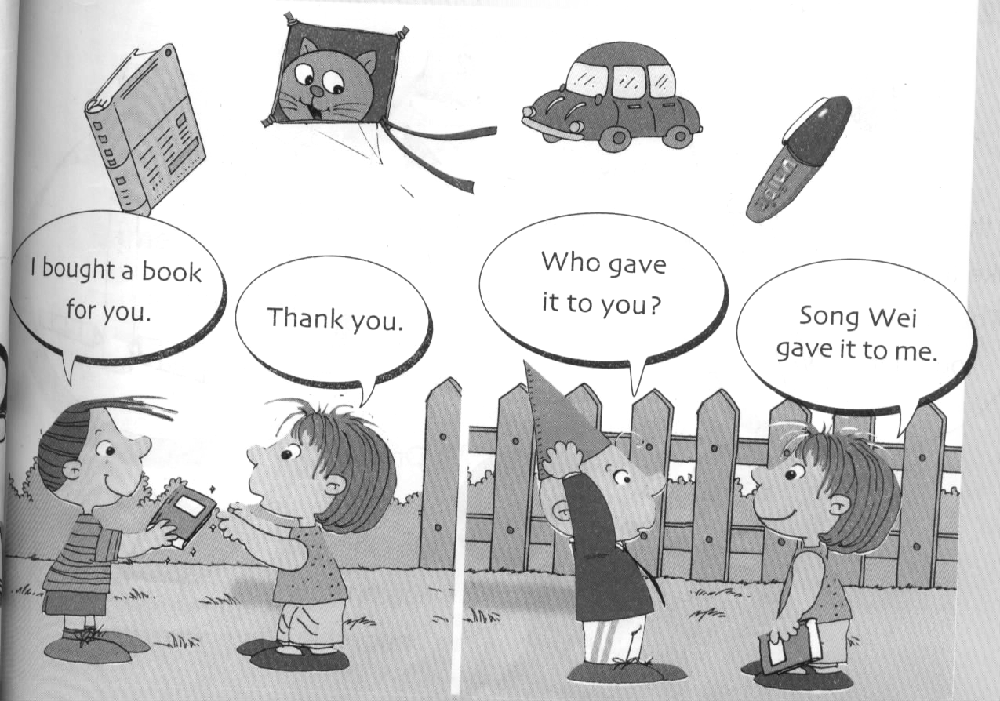 I bought a book
for you.
Thank you.
Who gave
it to you?
Song Wei
gave it to me.